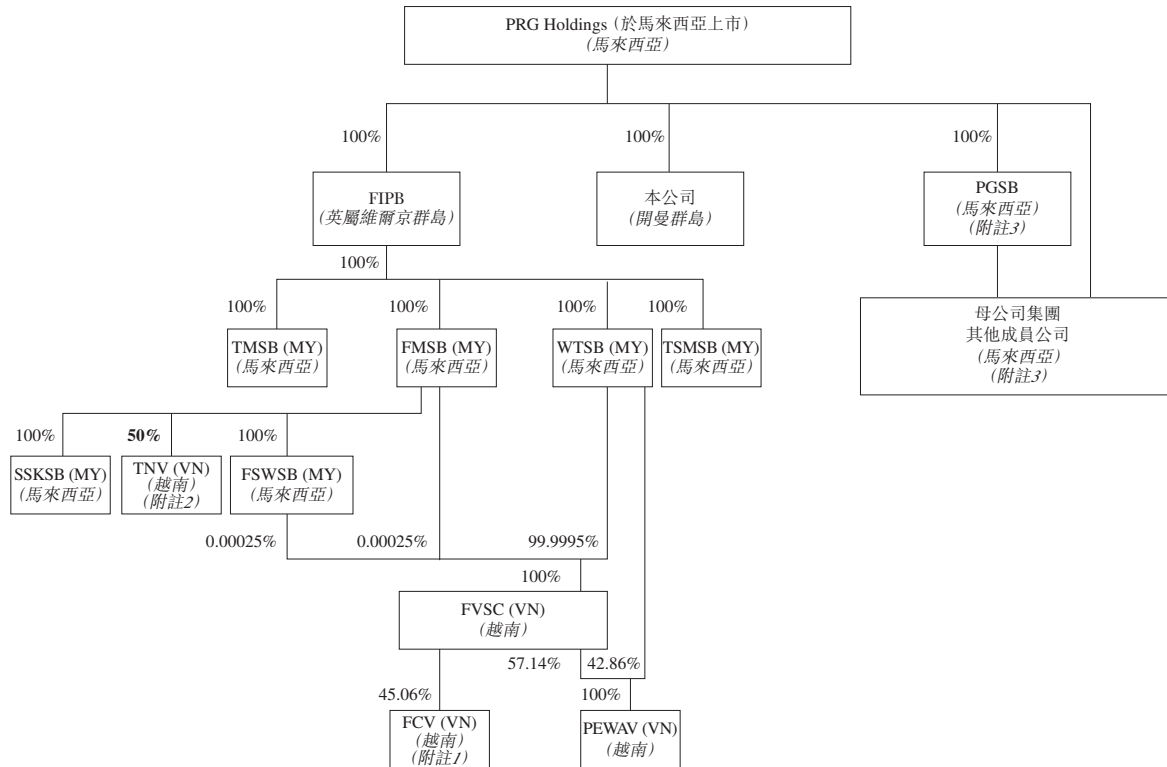 PRG Holdings (於馬來西亞上市)
(馬來西亞)
100%
100%
100%
FIPB
(英屬維爾京群島)
本公司
(開曼群島)
PGSB
(馬來西亞)
(附註3)
100%
100%
100%
100%
100%
TMSB (MY)
(馬來西亞)
FMSB (MY)
(馬來西亞)
WTSB (MY)
(馬來西亞)
TSMSB (MY)
(馬來西亞)
母公司集團
其他成員公司
(馬來西亞)
(附註3)
100%
50%
100%
SSKSB (MY)
(馬來西亞)
TNV (VN)
(越南)
(附註2)
FSWSB (MY)
(馬來西亞)
0.00025%
0.00025%
99.9995%
100%
FVSC (VN)
(越南)
57.14%
42.86%
45.06%
100%
FCV (VN)
(越南)
(附註1)
PEWAV (VN)
(越南)